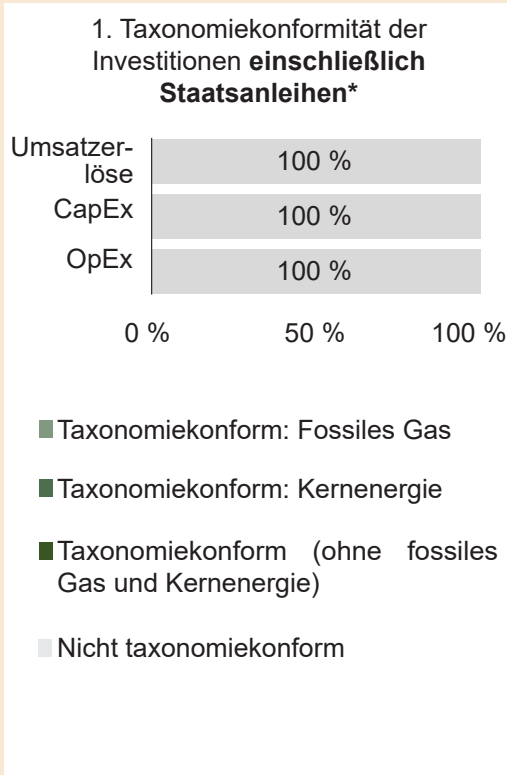 1. Taxonomiekonformität der
Investitionen einschließlich
Staatsanleihen*
Umsatzer-
löse
100 %
CapEx
100 %
OpEx
100 %
0 %
50 %
100 %
Taxonomiekonform: Fossiles Gas
Taxonomiekonform: Kernenergie
Taxonomiekonform (ohne fossiles
Gas und Kernenergie)
Nicht taxonomiekonform